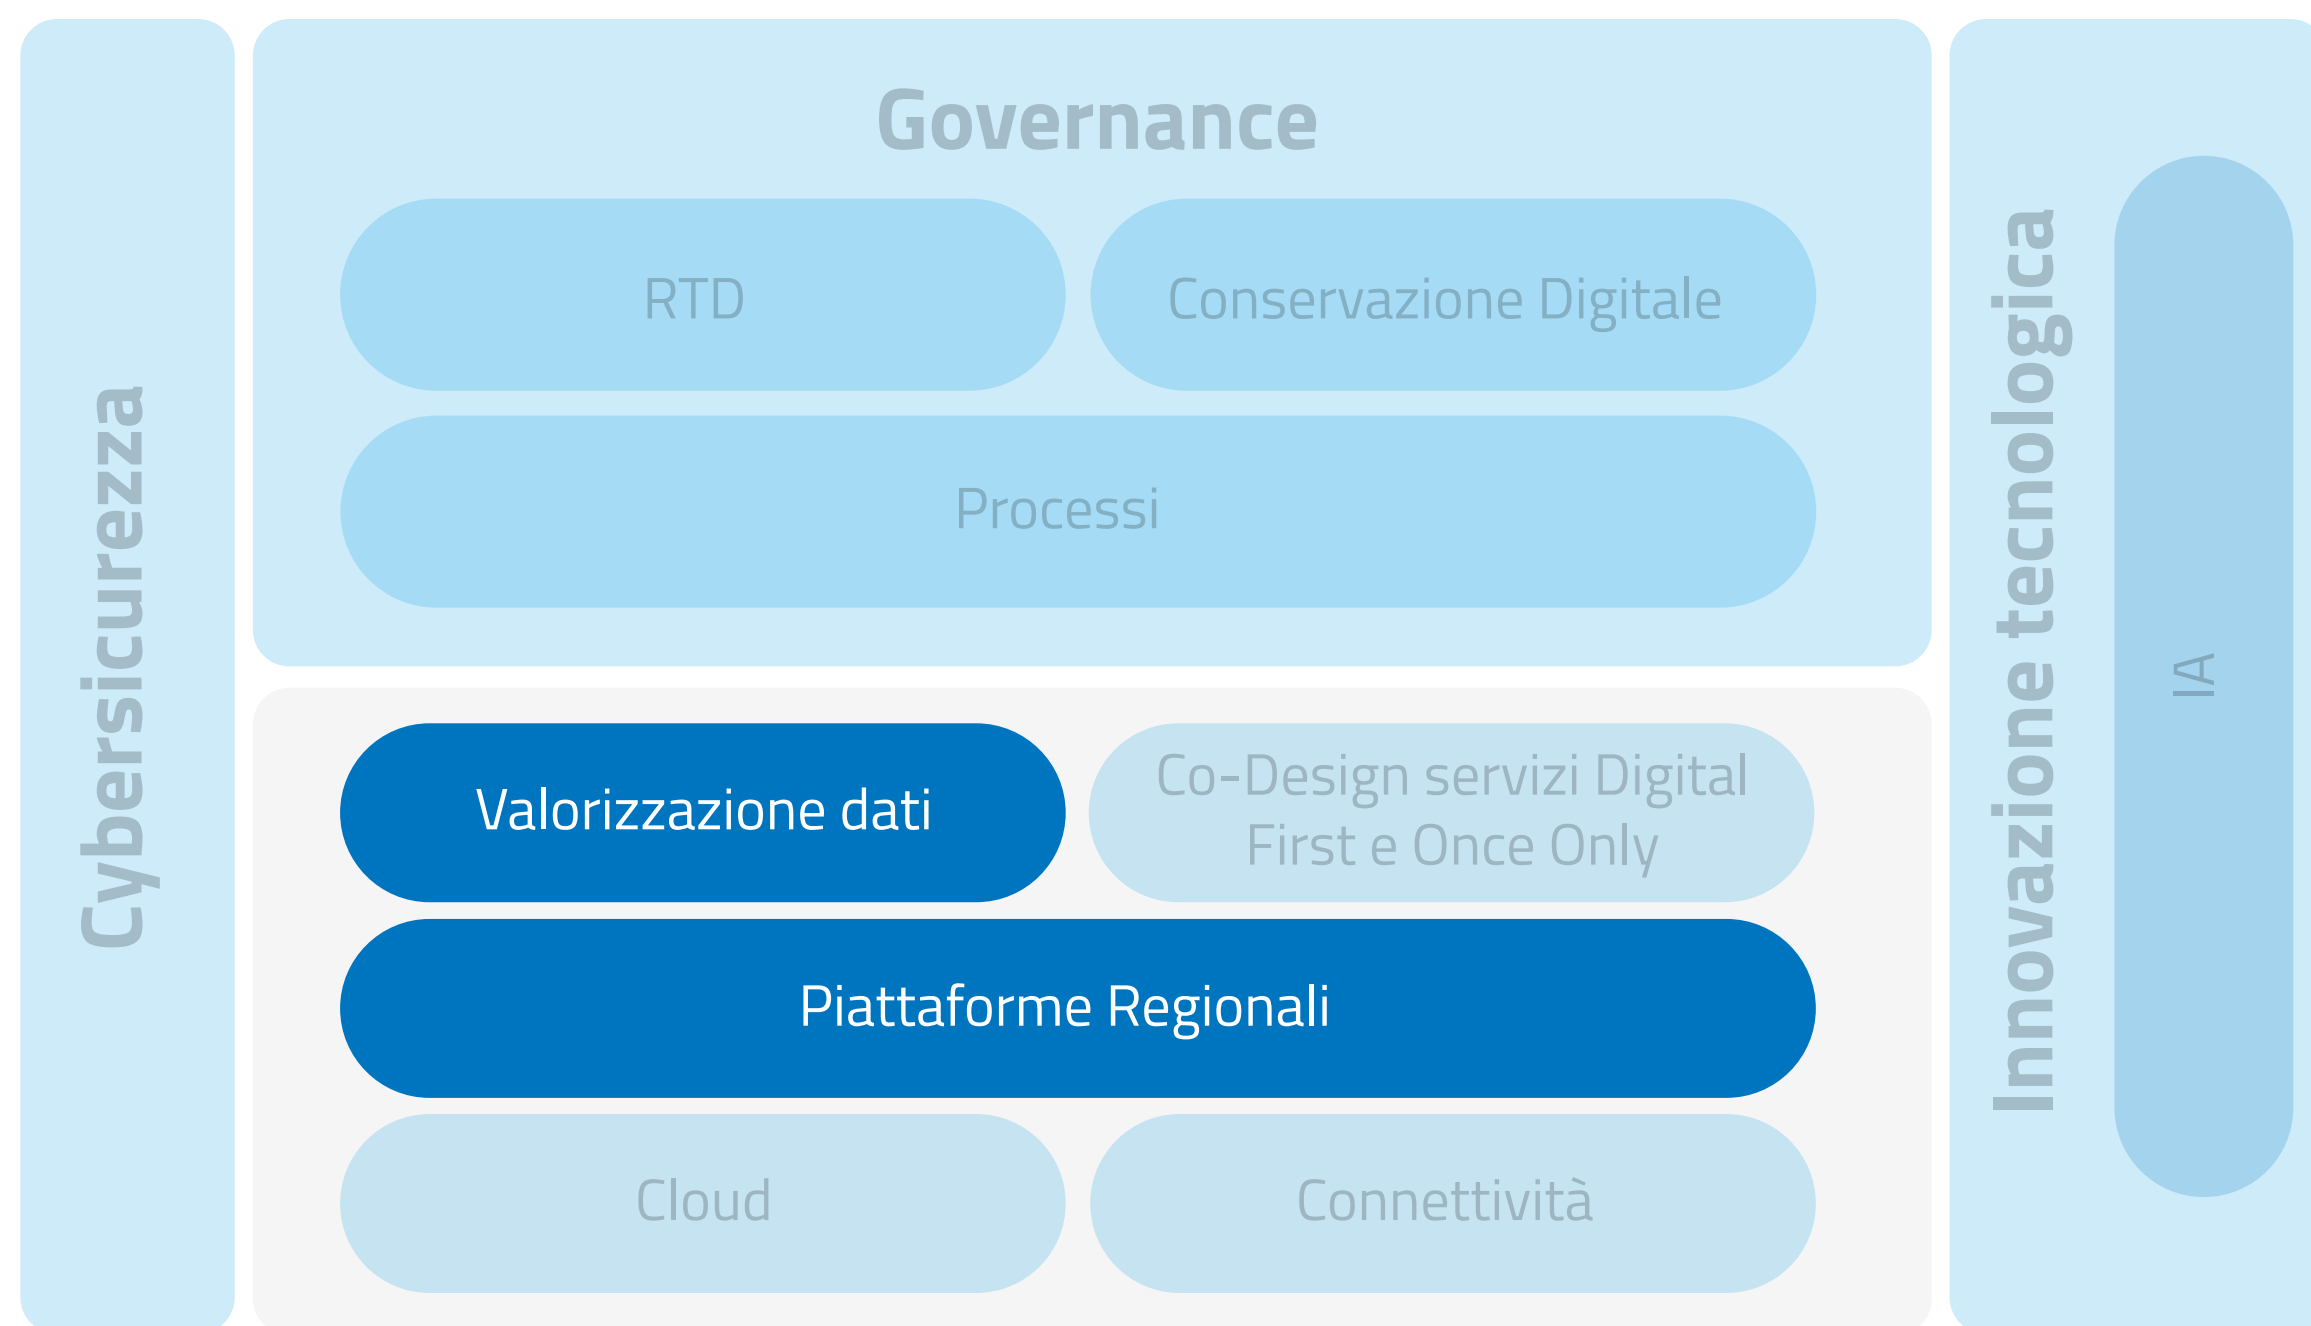 Cybersicurezza
Governance
RTD
Conservazione Digitale
Processi
Valorizzazione dati
Co-Design servizi Digital
First e Once Only
Piattaforme Regionali
Cloud
Connettività
Innovazione tecnologica
IA